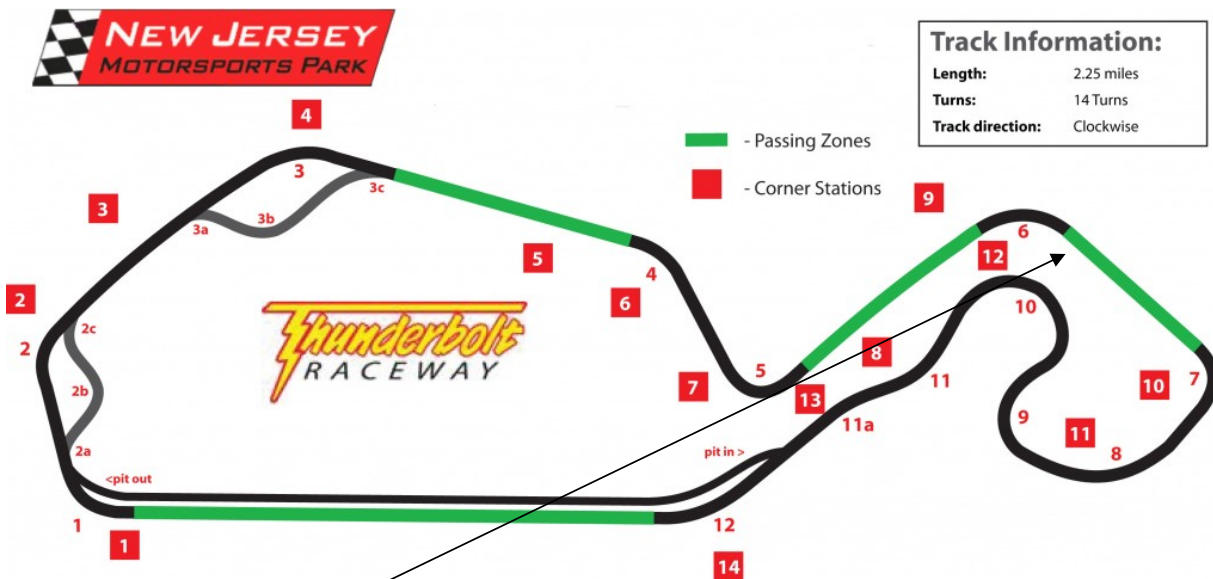 NEW JERSEY
MOTORSPORTS PARK
Track Information:
Length: 2.25 miles
Turns: 14 Turns
Track direction: Clockwise
- Passing Zones
- Corner Stations
4
3
3c
3b
3a
3
9
6
12
5
4
6
10
2
2
2c
2b
2a
Thunderbolt
RACEWAY
8
7
5
13
11
11a
10
7
9
11
8
pit in >
<pit out
1
1
12
14